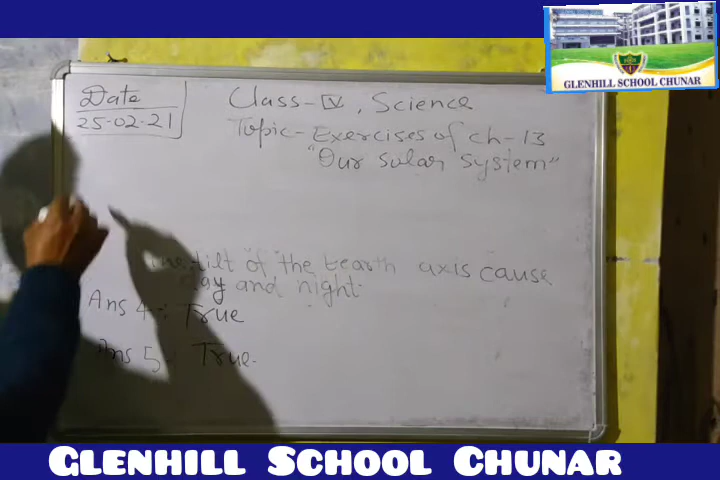 GLENHILL SCHOOL CHUNAR
Date
25-02-21
Class-IV, Science
Topic- Exercises of ch-13
"Our solar system"
tilt of the Eearth axis cause
day and night.
Ans 4: True
Ans 5: True.
GLENHILL SCHOOL CHUNAR